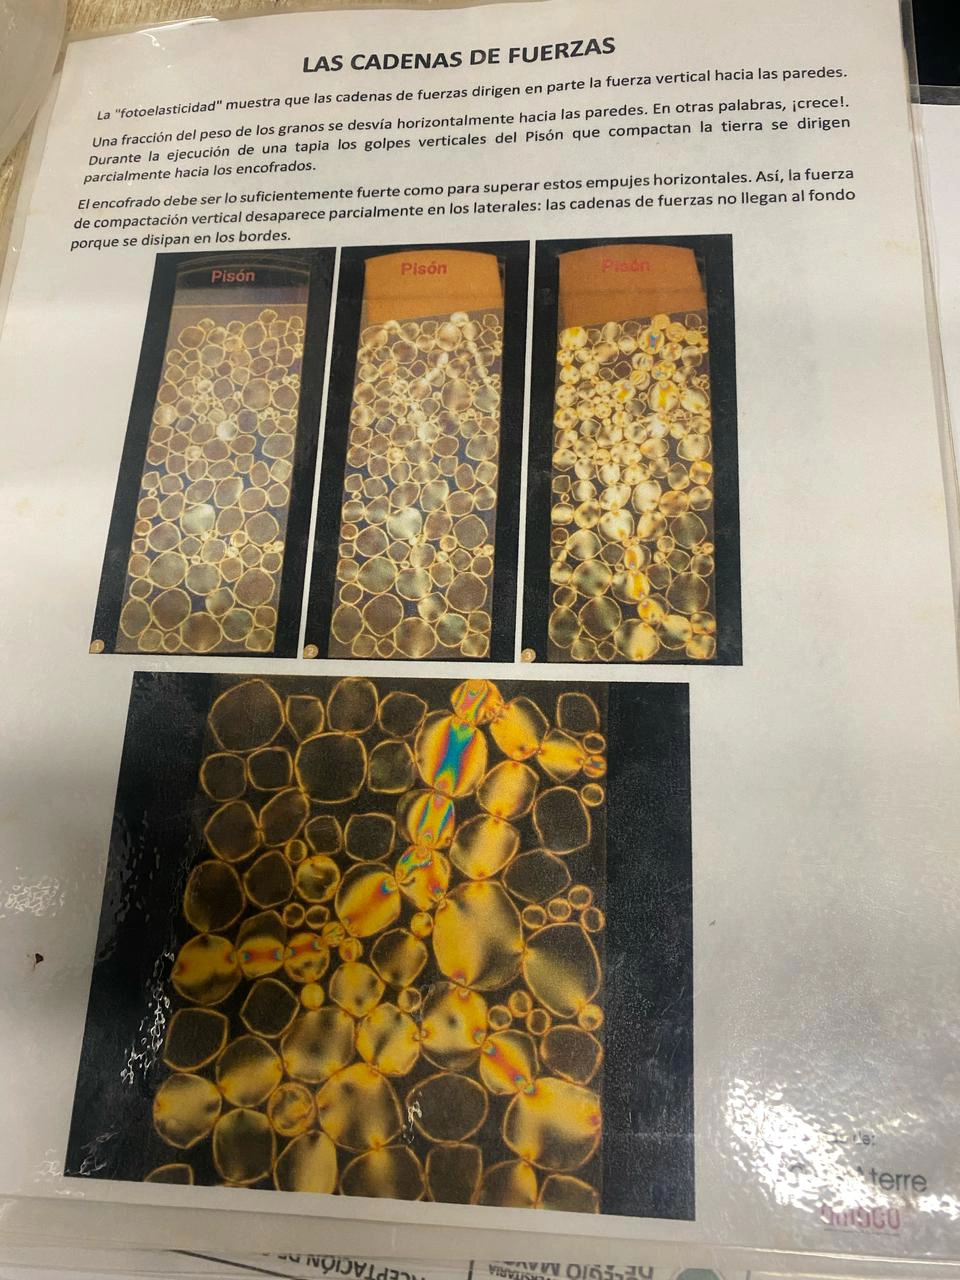 LAS CADENAS DE FUERZAS
La "fotoelasticidad" muestra que las cadenas de fuerzas dirigen en parte la fuerza vertical hacia las paredes.
Una fracción del peso de los granos se desvía horizontalmente hacia las paredes. En otras palabras, ¡crece!.
Durante la ejecución de una tapia los golpes verticales del Pisón que compactan la tierra se dirigen
parcialmente hacia los encofrados.
El encofrado debe ser lo suficientemente fuerte como para superar estos empujes horizontales. Así, la fuerza
de compactación vertical desaparece parcialmente en los laterales: las cadenas de fuerzas no llegan al fondo
porque se disipan en los bordes.
Pisón
Pisón
Pisón
1
2
3
terre